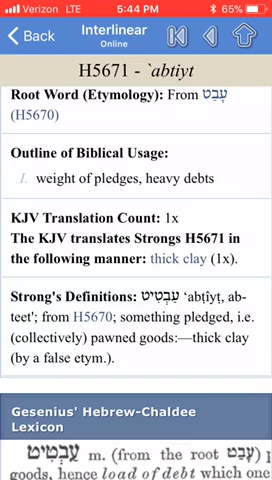 Verizon LTE 5:44 PM 65%
Back Interlinear
Online
H5671 - `abtiyt
Root Word (Etymology): From עָבַט
(H5670)
Outline of Biblical Usage:
I. weight of pledges, heavy debts
KJV Translation Count: 1x
The KJV translates Strongs H5671 in
the following manner: thick clay (1x).
Strong's Definitions: עַבְטִיט ʻabṭîyṭ, ab-
teet'; from H5670; something pledged, i.e.
(collectively) pawned goods:—thick clay
(by a false etym.).
Gesenius' Hebrew-Chaldee
Lexicon
עַבְטִיט m. (from the root עָבַט)
goods, hence load of debt which one